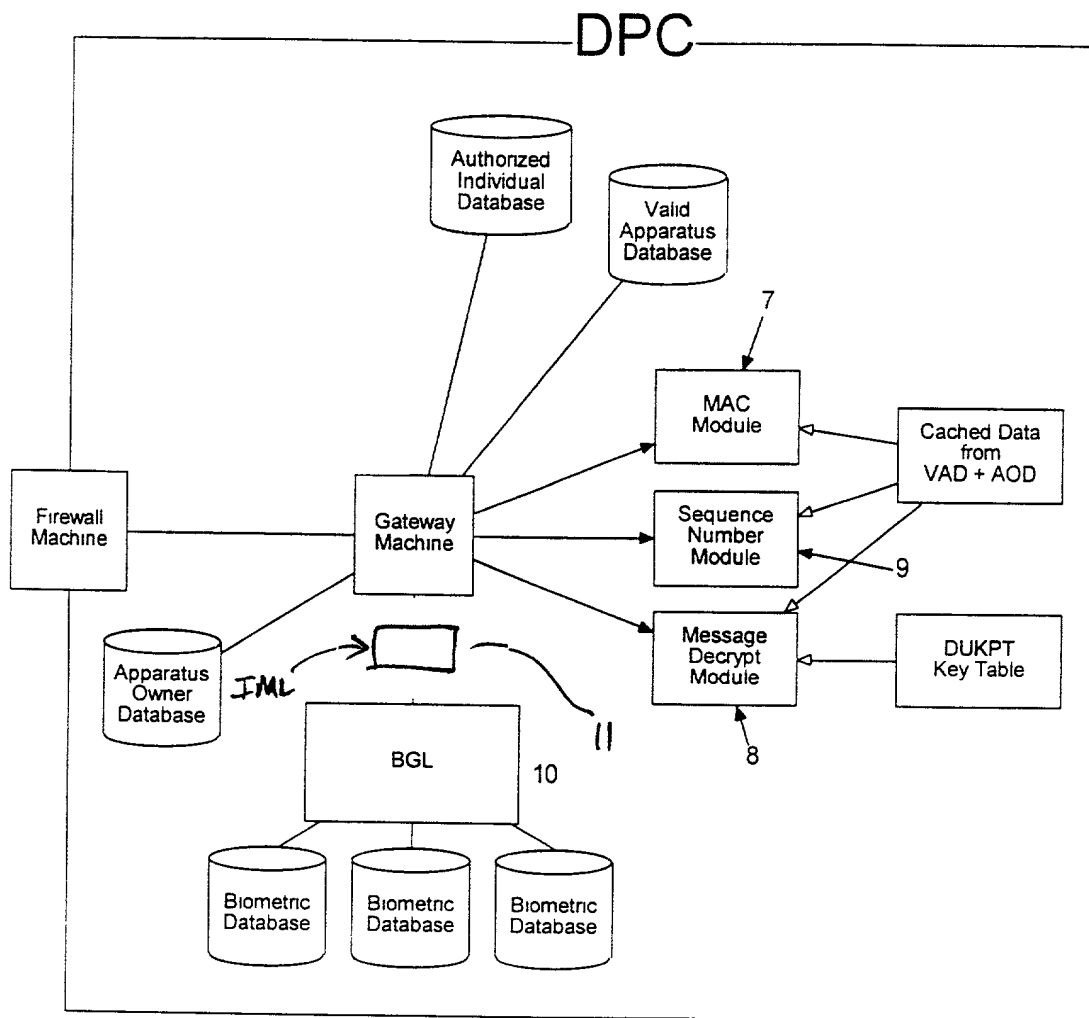 DPC
Authorized
Individual
Database
Valid
Apparatus
Database
7
MAC
Module
Cached Data
from
VAD + AOD
Firewall
Machine
Gateway
Machine
Sequence
Number
Module
9
Apparatus
Owner
Database
IML
11
Message
Decrypt
Module
DUKPT
Key Table
8
BGL
10
Biometric
Database
Biometric
Database
Biometric
Database